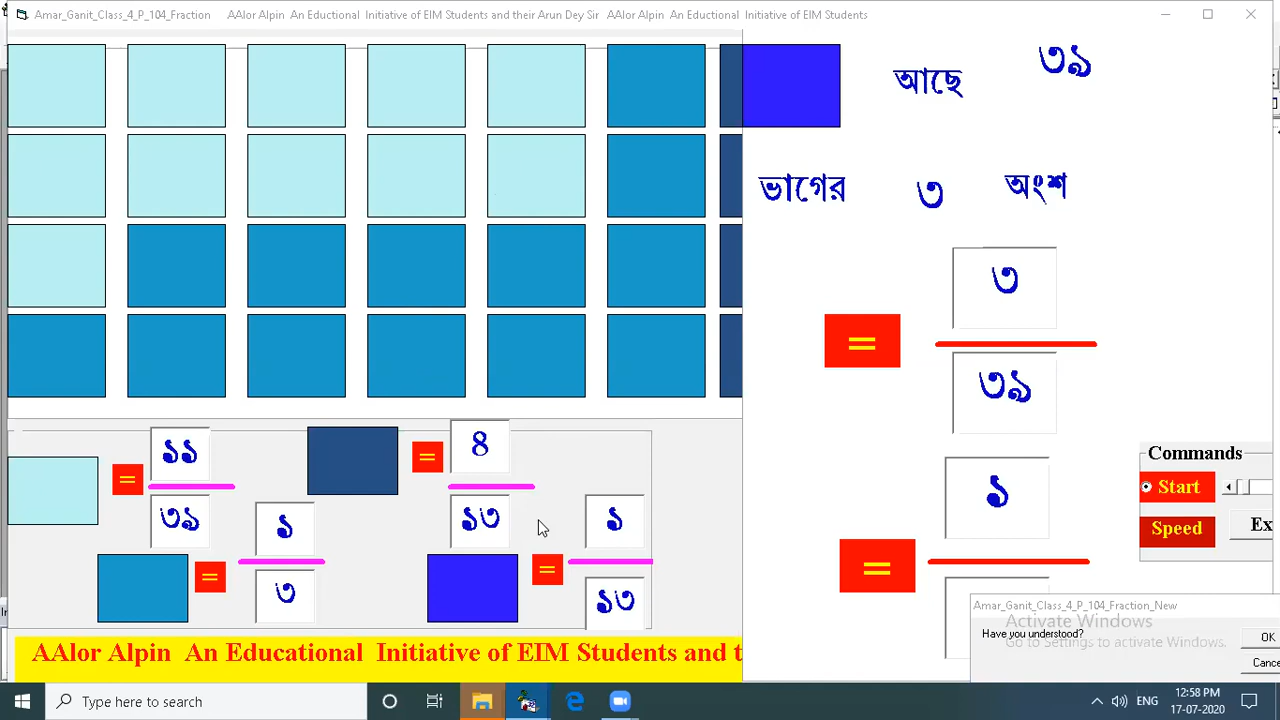 Amar_Ganit_Class_4_P_104_Fraction AAlor Alpin An Eductional Initiative of EIM Students and their Arun Dey Sir AAlor Alpin An Eductional Initiative of EIM Students
আছে ৩৯
ভাগের ৩ অংশ
=
৩
৩৯
=
১
=
১১
৩৯
=
৪
১৩
=
১
৩
=
১
১৩
Commands
Start
Speed
Ex
Amar_Ganit_Class_4_P_104_Fraction_New
Have you understood?
OK
Cance
Activate Windows
Go to Settings to activate Windows.
AAlor Alpin An Educational Initiative of EIM Students and t
Type here to search
ENG
12:58 PM
17-07-2020